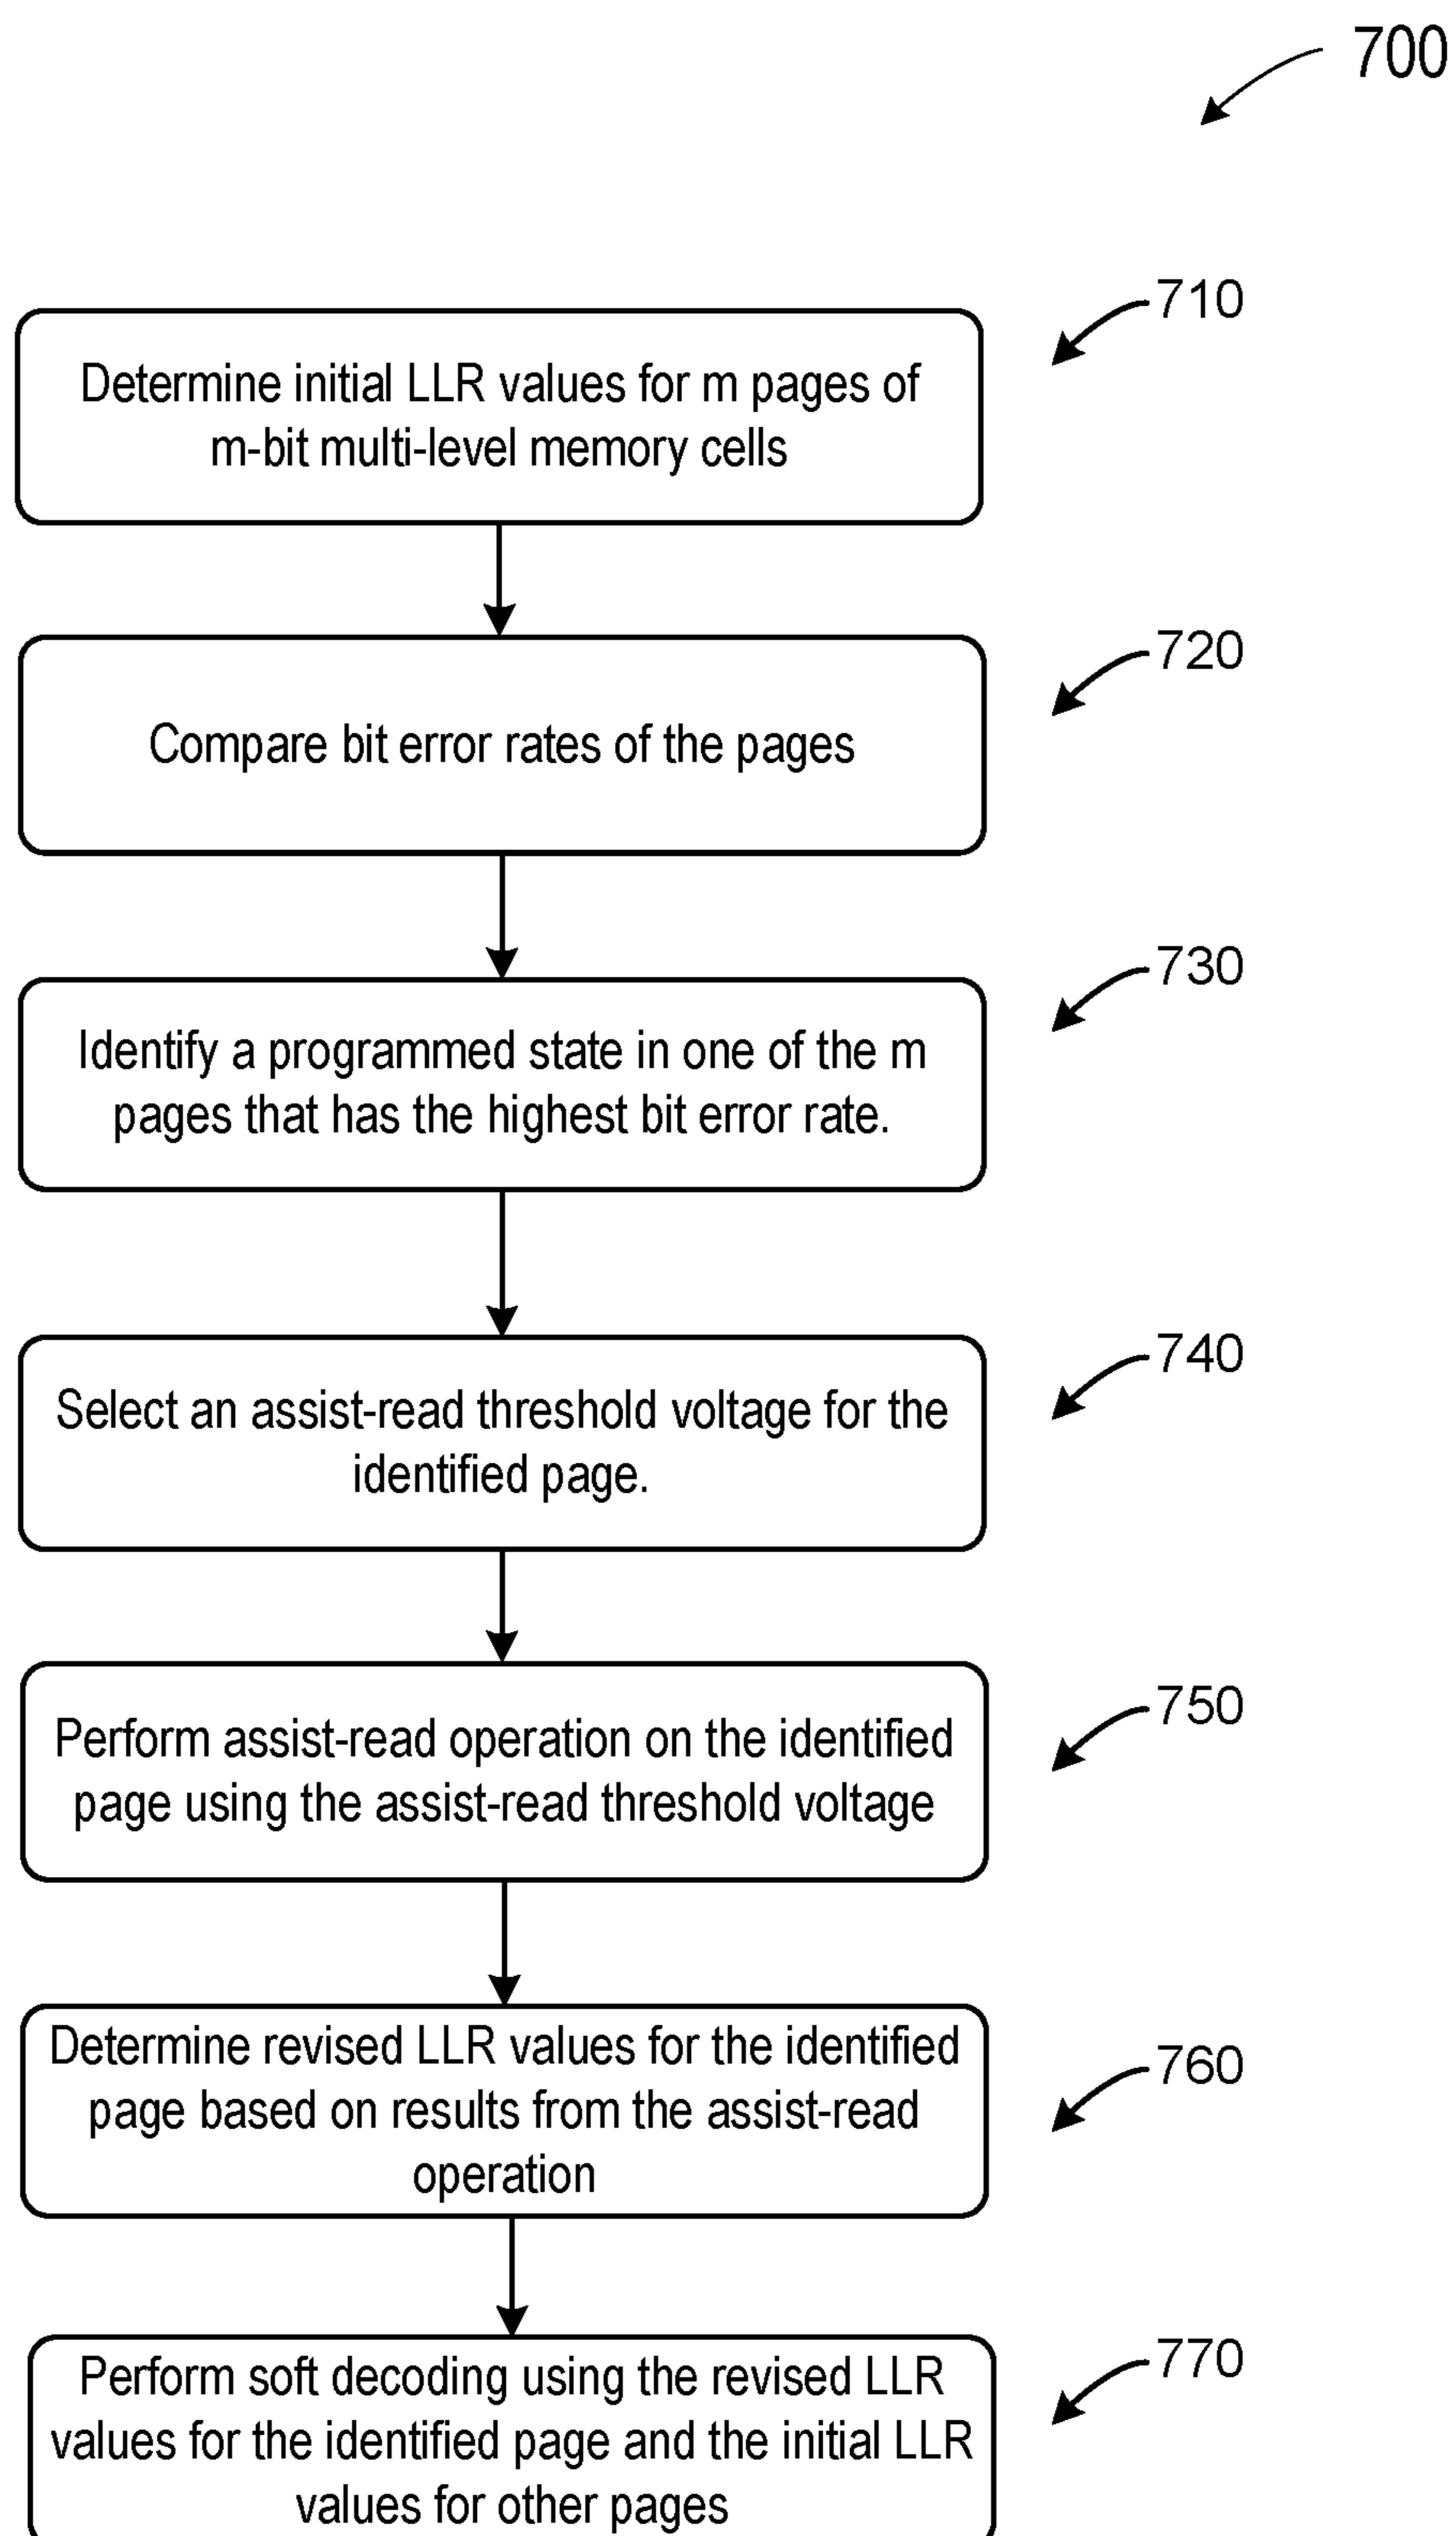 700
710
Determine initial LLR values for m pages of
m-bit multi-level memory cells
720
Compare bit error rates of the pages
730
Identify a programmed state in one of the m
pages that has the highest bit error rate.
740
Select an assist-read threshold voltage for the
identified page.
750
Perform assist-read operation on the identified
page using the assist-read threshold voltage
760
Determine revised LLR values for the identified
page based on results from the assist-read
operation
770
Perform soft decoding using the revised LLR
values for the identified page and the initial LLR
values for other pages